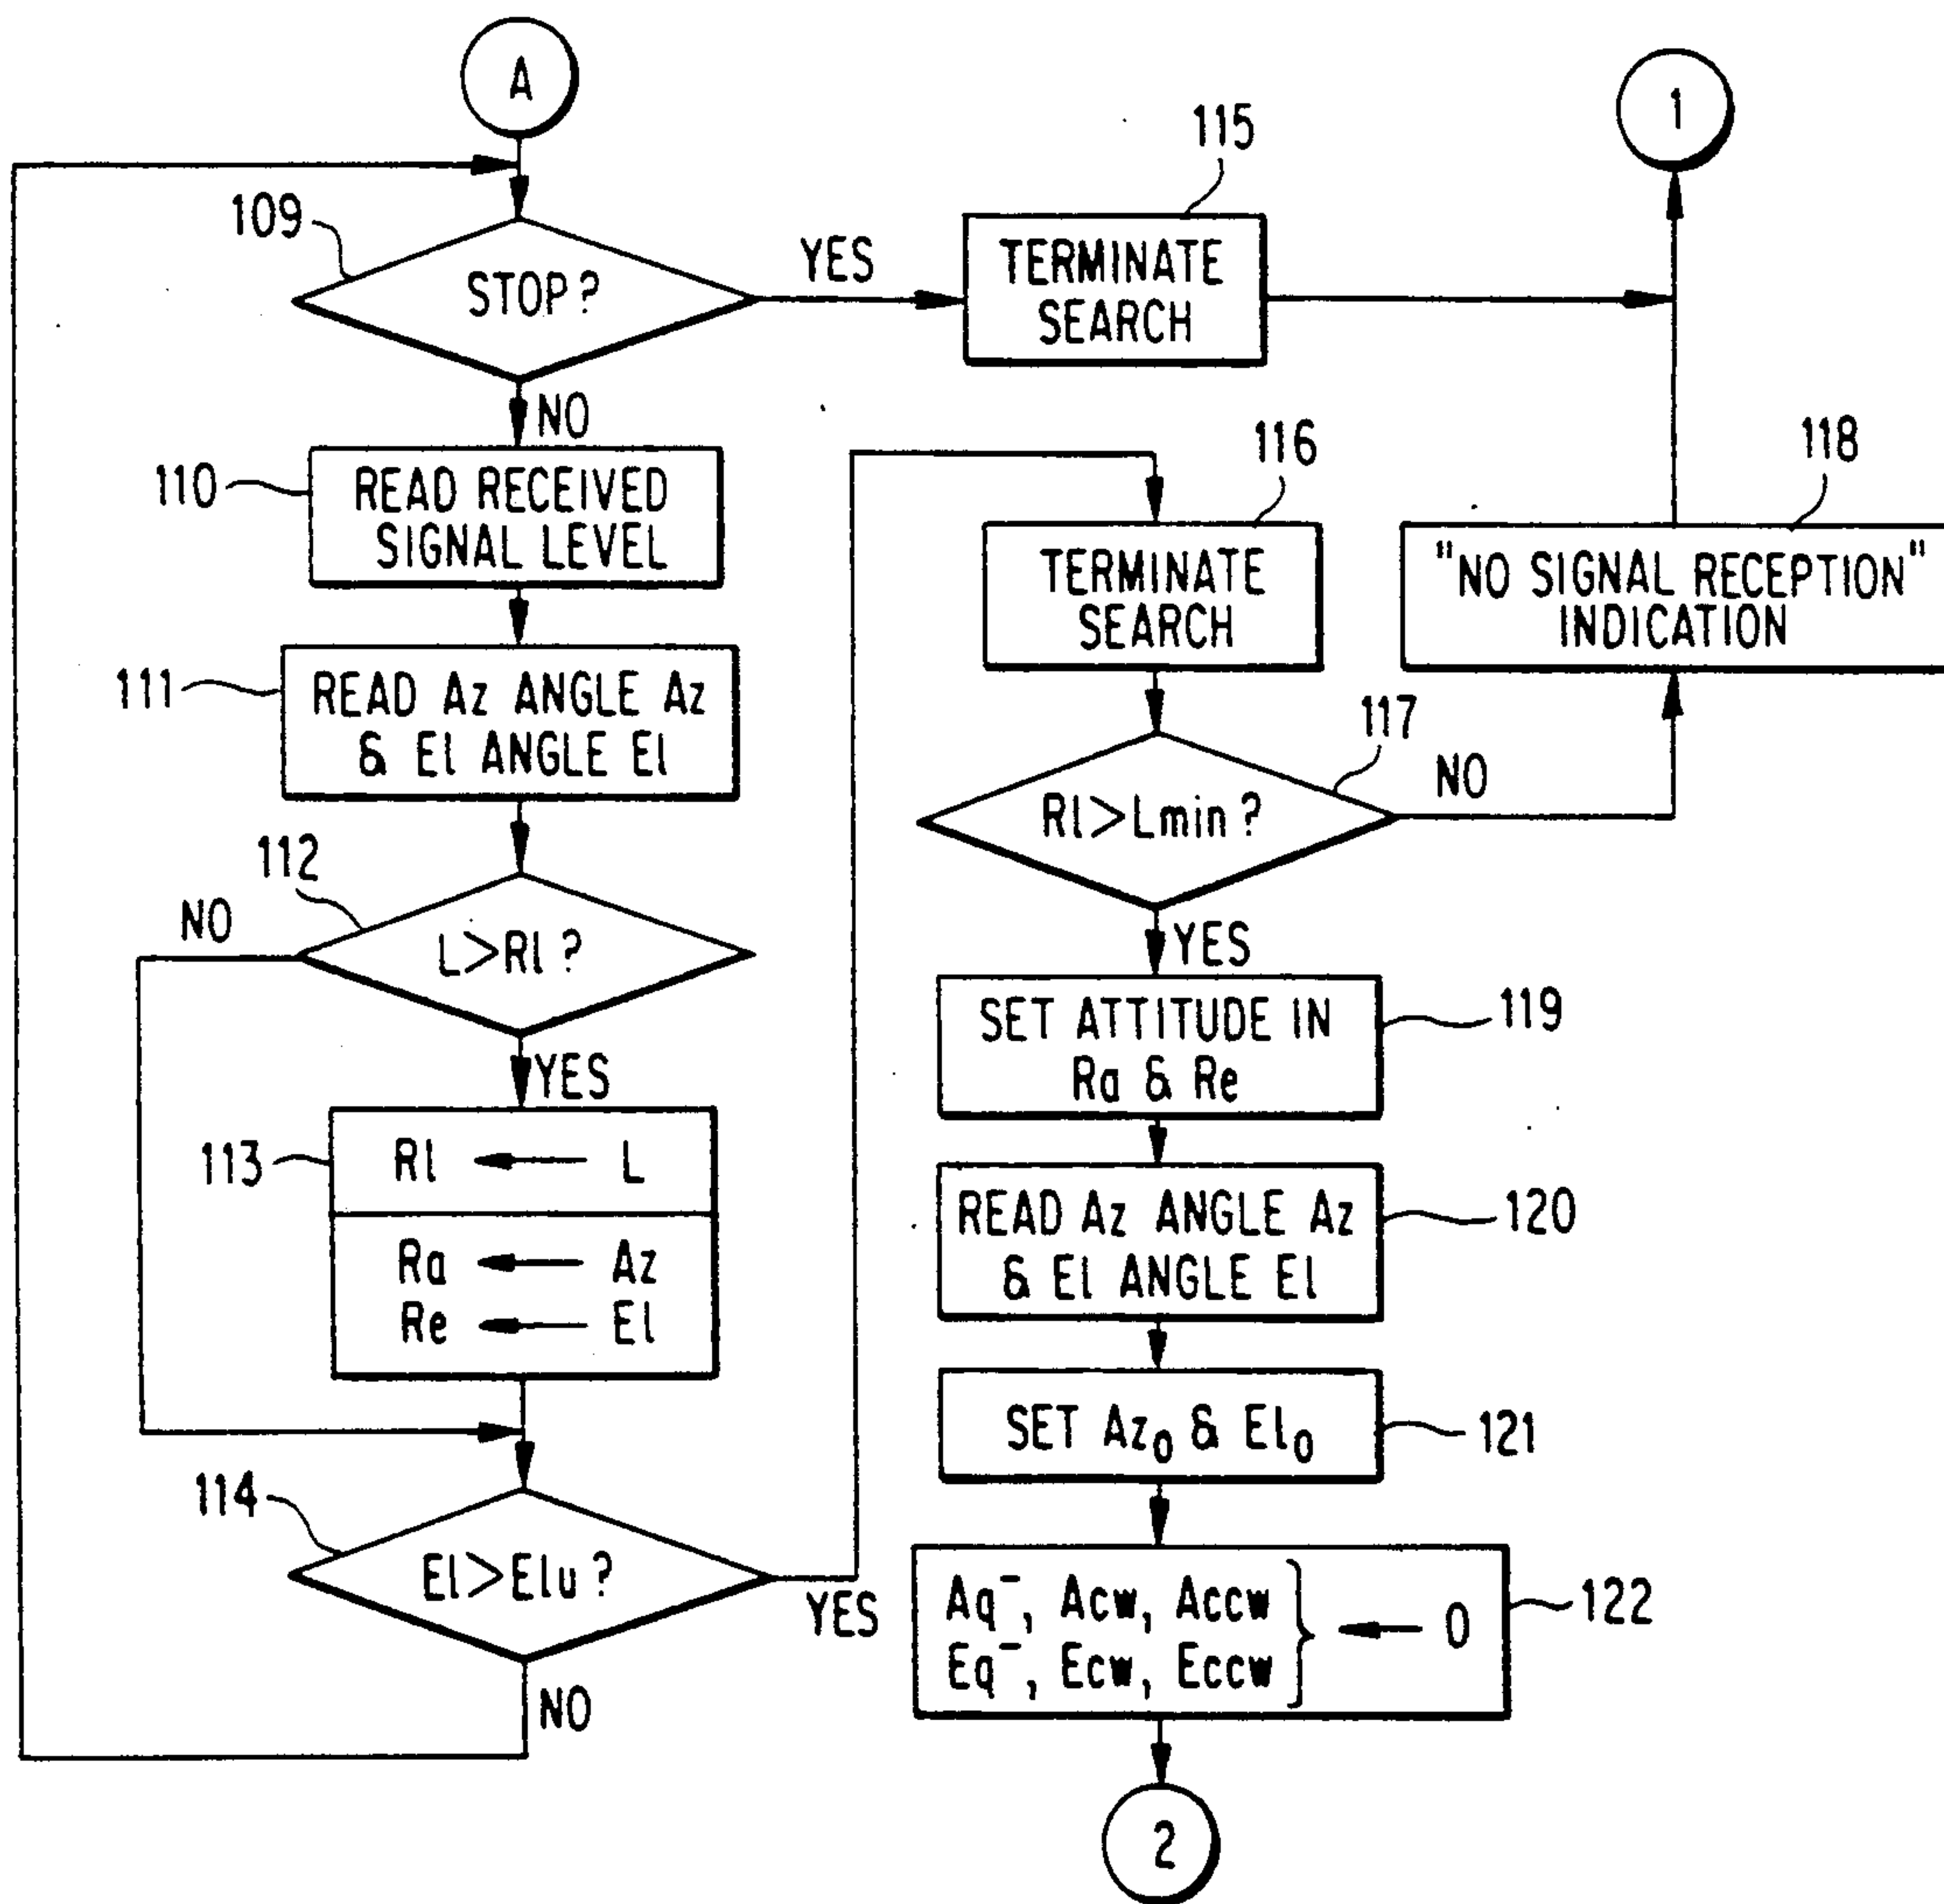 A
109
STOP?
YES
NO
115
TERMINATE
SEARCH
1
110
READ RECEIVED
SIGNAL LEVEL
111
READ Az ANGLE Az
& El ANGLE El
112
L>Rl?
NO
YES
113
Rl ← L
Ra ← Az
Re ← El
114
El>Elu?
YES
NO
116
TERMINATE
SEARCH
117
Rl>Lmin?
NO
YES
118
"NO SIGNAL RECEPTION"
INDICATION
119
SET ATTITUDE IN
Ra & Re
120
READ Az ANGLE Az
& El ANGLE El
121
SET Az₀ & El₀
122
Aq⁻, Acw, Accw
Eq⁻, Ecw, Eccw
} ← 0
2